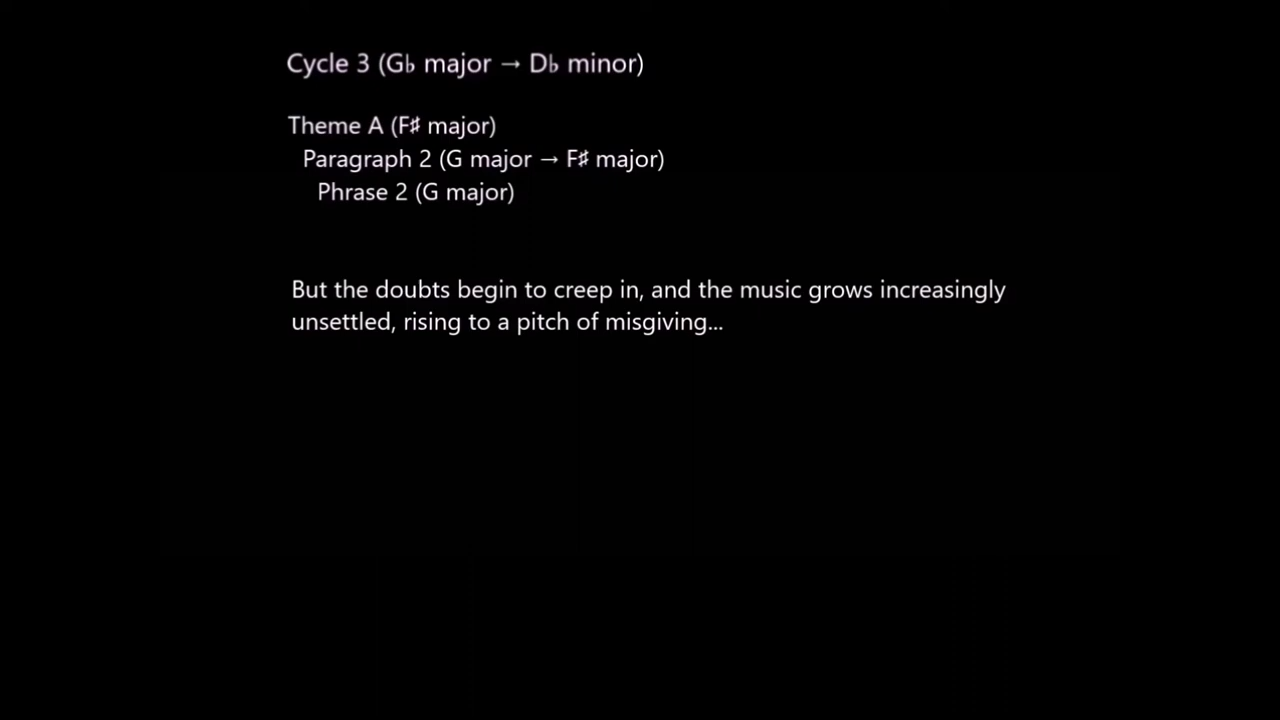 Cycle 3 (G♭ major → D♭ minor)
Theme A (F♯ major)
Paragraph 2 (G major → F♯ major)
Phrase 2 (G major)
But the doubts begin to creep in, and the music grows increasingly
unsettled, rising to a pitch of misgiving...